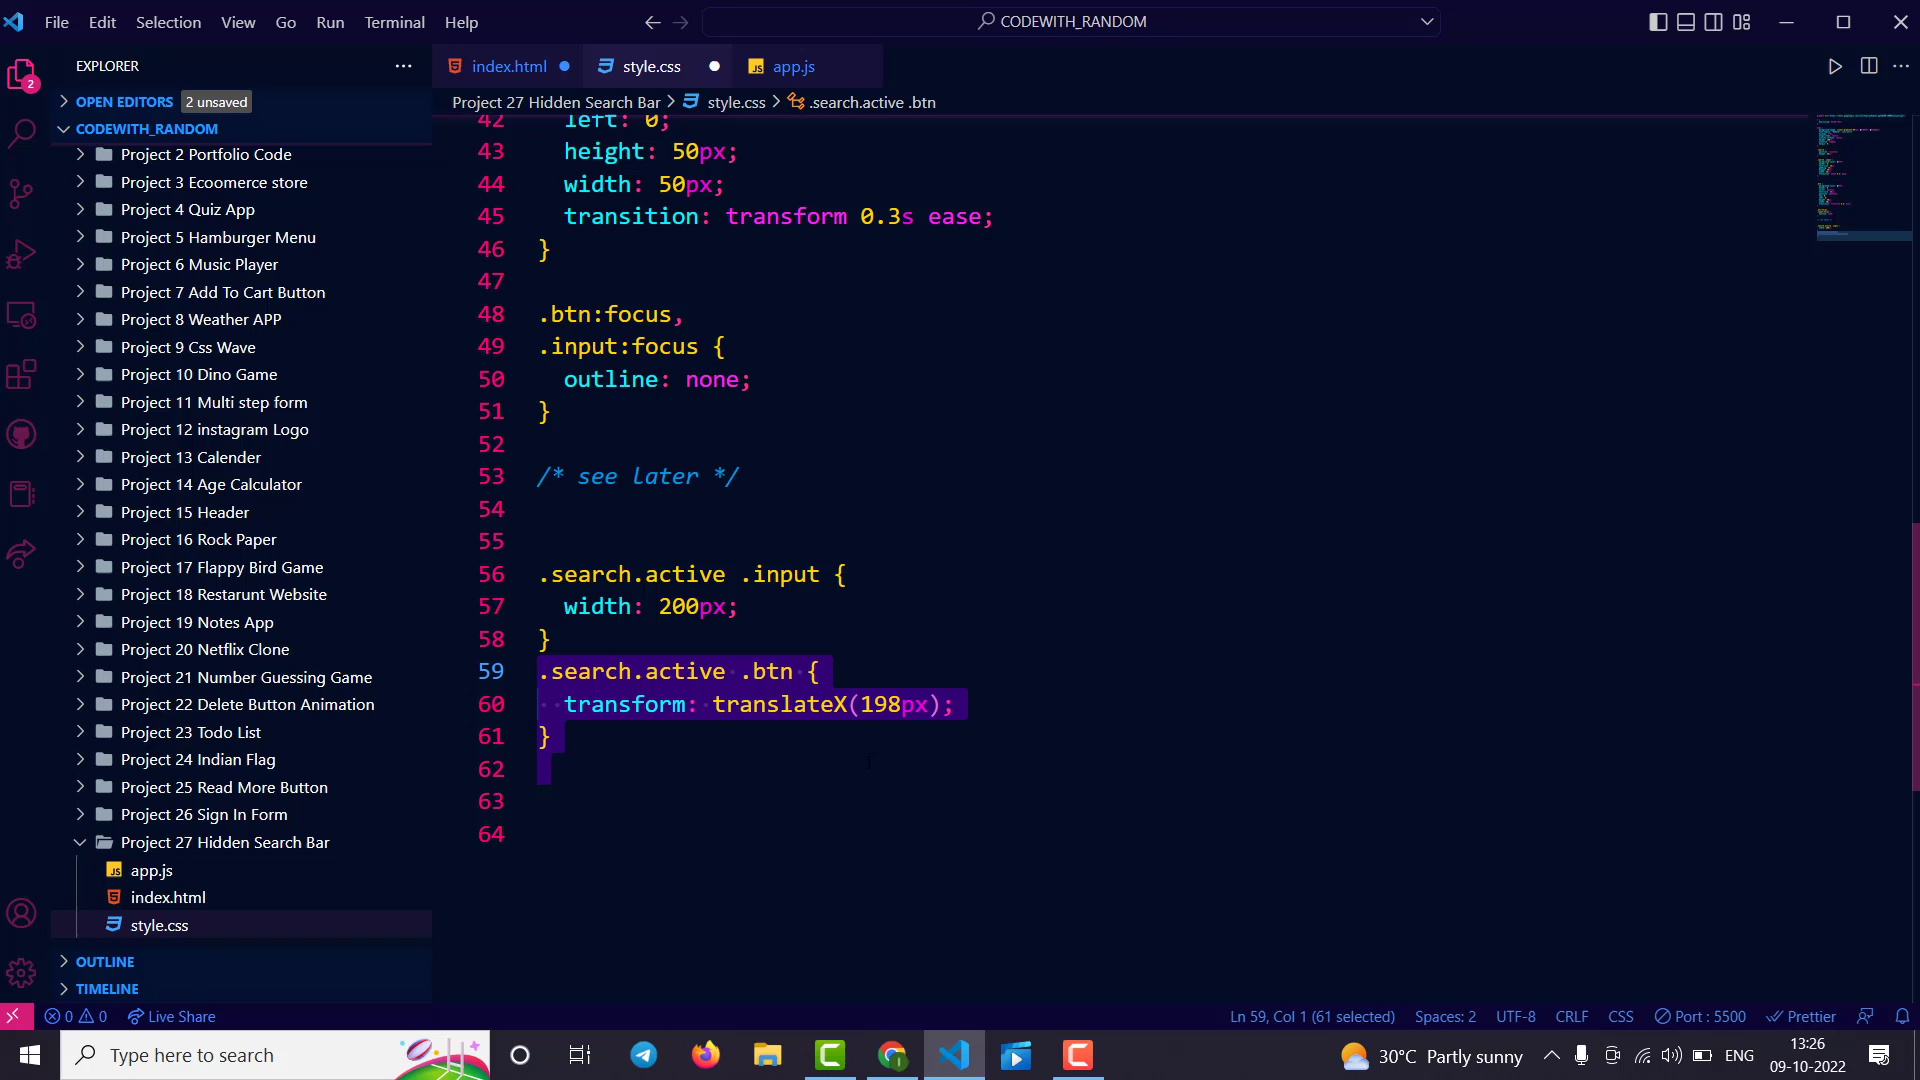 File Edit Selection View Go Run Terminal Help
CODEWITH_RANDOM
EXPLORER
index.html
style.css
app.js
OPEN EDITORS 2 unsaved
Project 27 Hidden Search Bar > style.css > .search.active .btn
CODEWITH_RANDOM
Project 2 Portfolio Code
Project 3 Ecoomerce store
Project 4 Quiz App
Project 5 Hamburger Menu
Project 6 Music Player
Project 7 Add To Cart Button
Project 8 Weather APP
Project 9 Css Wave
Project 10 Dino Game
Project 11 Multi step form
Project 12 instagram Logo
Project 13 Calender
Project 14 Age Calculator
Project 15 Header
Project 16 Rock Paper
Project 17 Flappy Bird Game
Project 18 Restarunt Website
Project 19 Notes App
Project 20 Netflix Clone
Project 21 Number Guessing Game
Project 22 Delete Button Animation
Project 23 Todo List
Project 24 Indian Flag
Project 25 Read More Button
Project 26 Sign In Form
Project 27 Hidden Search Bar
app.js
index.html
style.css
OUTLINE
TIMELINE
2
42 left: 0;
43 height: 50px;
44 width: 50px;
45 transition: transform 0.3s ease;
46 }
47
48 .btn:focus,
49 .input:focus {
50 outline: none;
51 }
52
53 /* see later */
54
55
56 .search.active .input {
57 width: 200px;
58 }
59 .search.active .btn {
60 transform: translateX(198px);
61 }
62
63
64
0 0 Live Share
Ln 59, Col 1 (61 selected) Spaces: 2 UTF-8 CRLF CSS Port : 5500 Prettier
Type here to search
30°C Partly sunny
ENG
13:26
09-10-2022